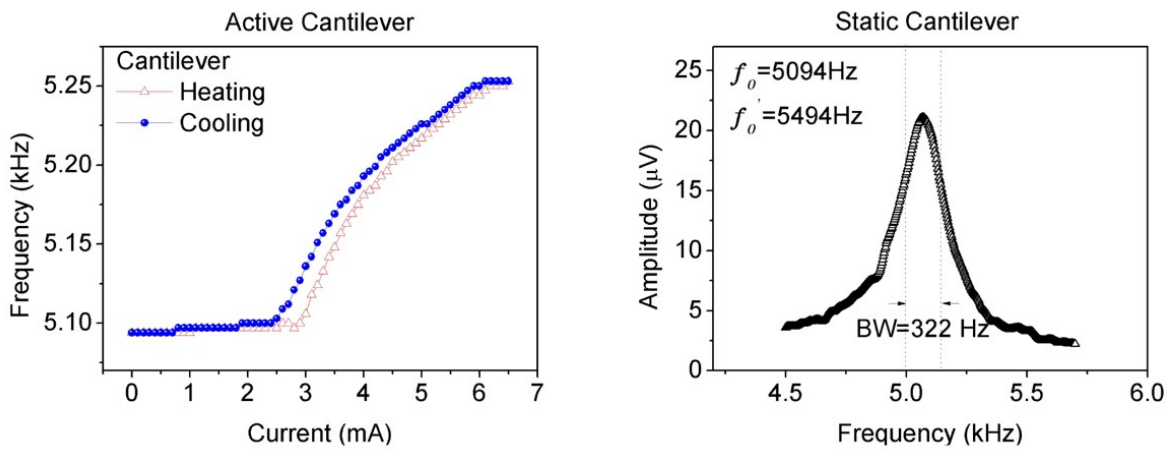 Active Cantilever
Cantilever
Heating
Cooling
5.25
5.20
5.15
5.10
Frequency (kHz)
0 1 2 3 4 5 6 7
Current (mA)
Static Cantilever
f0=5094Hz
f0'=5494Hz
25
20
15
10
5
0
Amplitude (μV)
BW=322 Hz
4.5 5.0 5.5 6.0
Frequency (kHz)